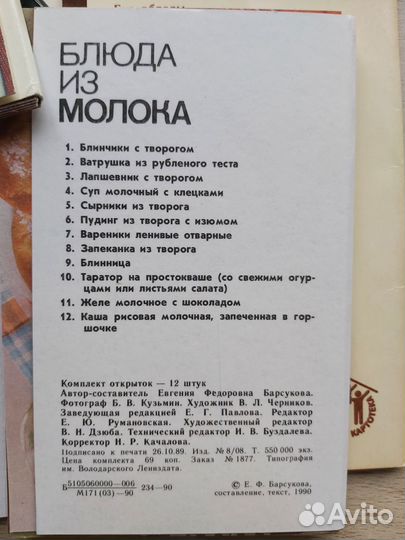 БЛЮДА
ИЗ
МОЛОКА
1. Блинчики с творогом
2. Ватрушка из рубленого теста
3. Лапшевник с творогом
4. Суп молочный с клецками
5. Сырники из творога
6. Пудинг из творога с изюмом
7. Вареники ленивые отварные
8. Запеканка из творога
9. Блинница
10. Таратор на простокваше (со свежими огур-
цами или листьями салата)
11. Желе молочное с шоколадом
12. Каша рисовая молочная, запеченная в гор-
шочке
Комплект открыток — 12 штук
Автор-составитель Евгения Федоровна Барсукова.
Фотограф Б. В. Кузьмин. Художник В. Л. Черников.
Заведующая редакцией Е. Г. Павлова. Редактор
Е. Ю. Румановская. Художественный редактор
В. Н. Дзюба. Технический редактор И. В. Буздалева.
Корректор Н. Р. Качалова.
Подписано к печати 26.10.89. № 8/08. Т. 550 000 экз.
Цена комплекта 69 коп. Заказ № 1877. Типография
им. Володарского Лениздата.
Б 5105060000—006 234—90
М171(03)—90
© Е. Ф. Барсукова,
составление, текст, 1990
КАРТОТЕКА
Avito